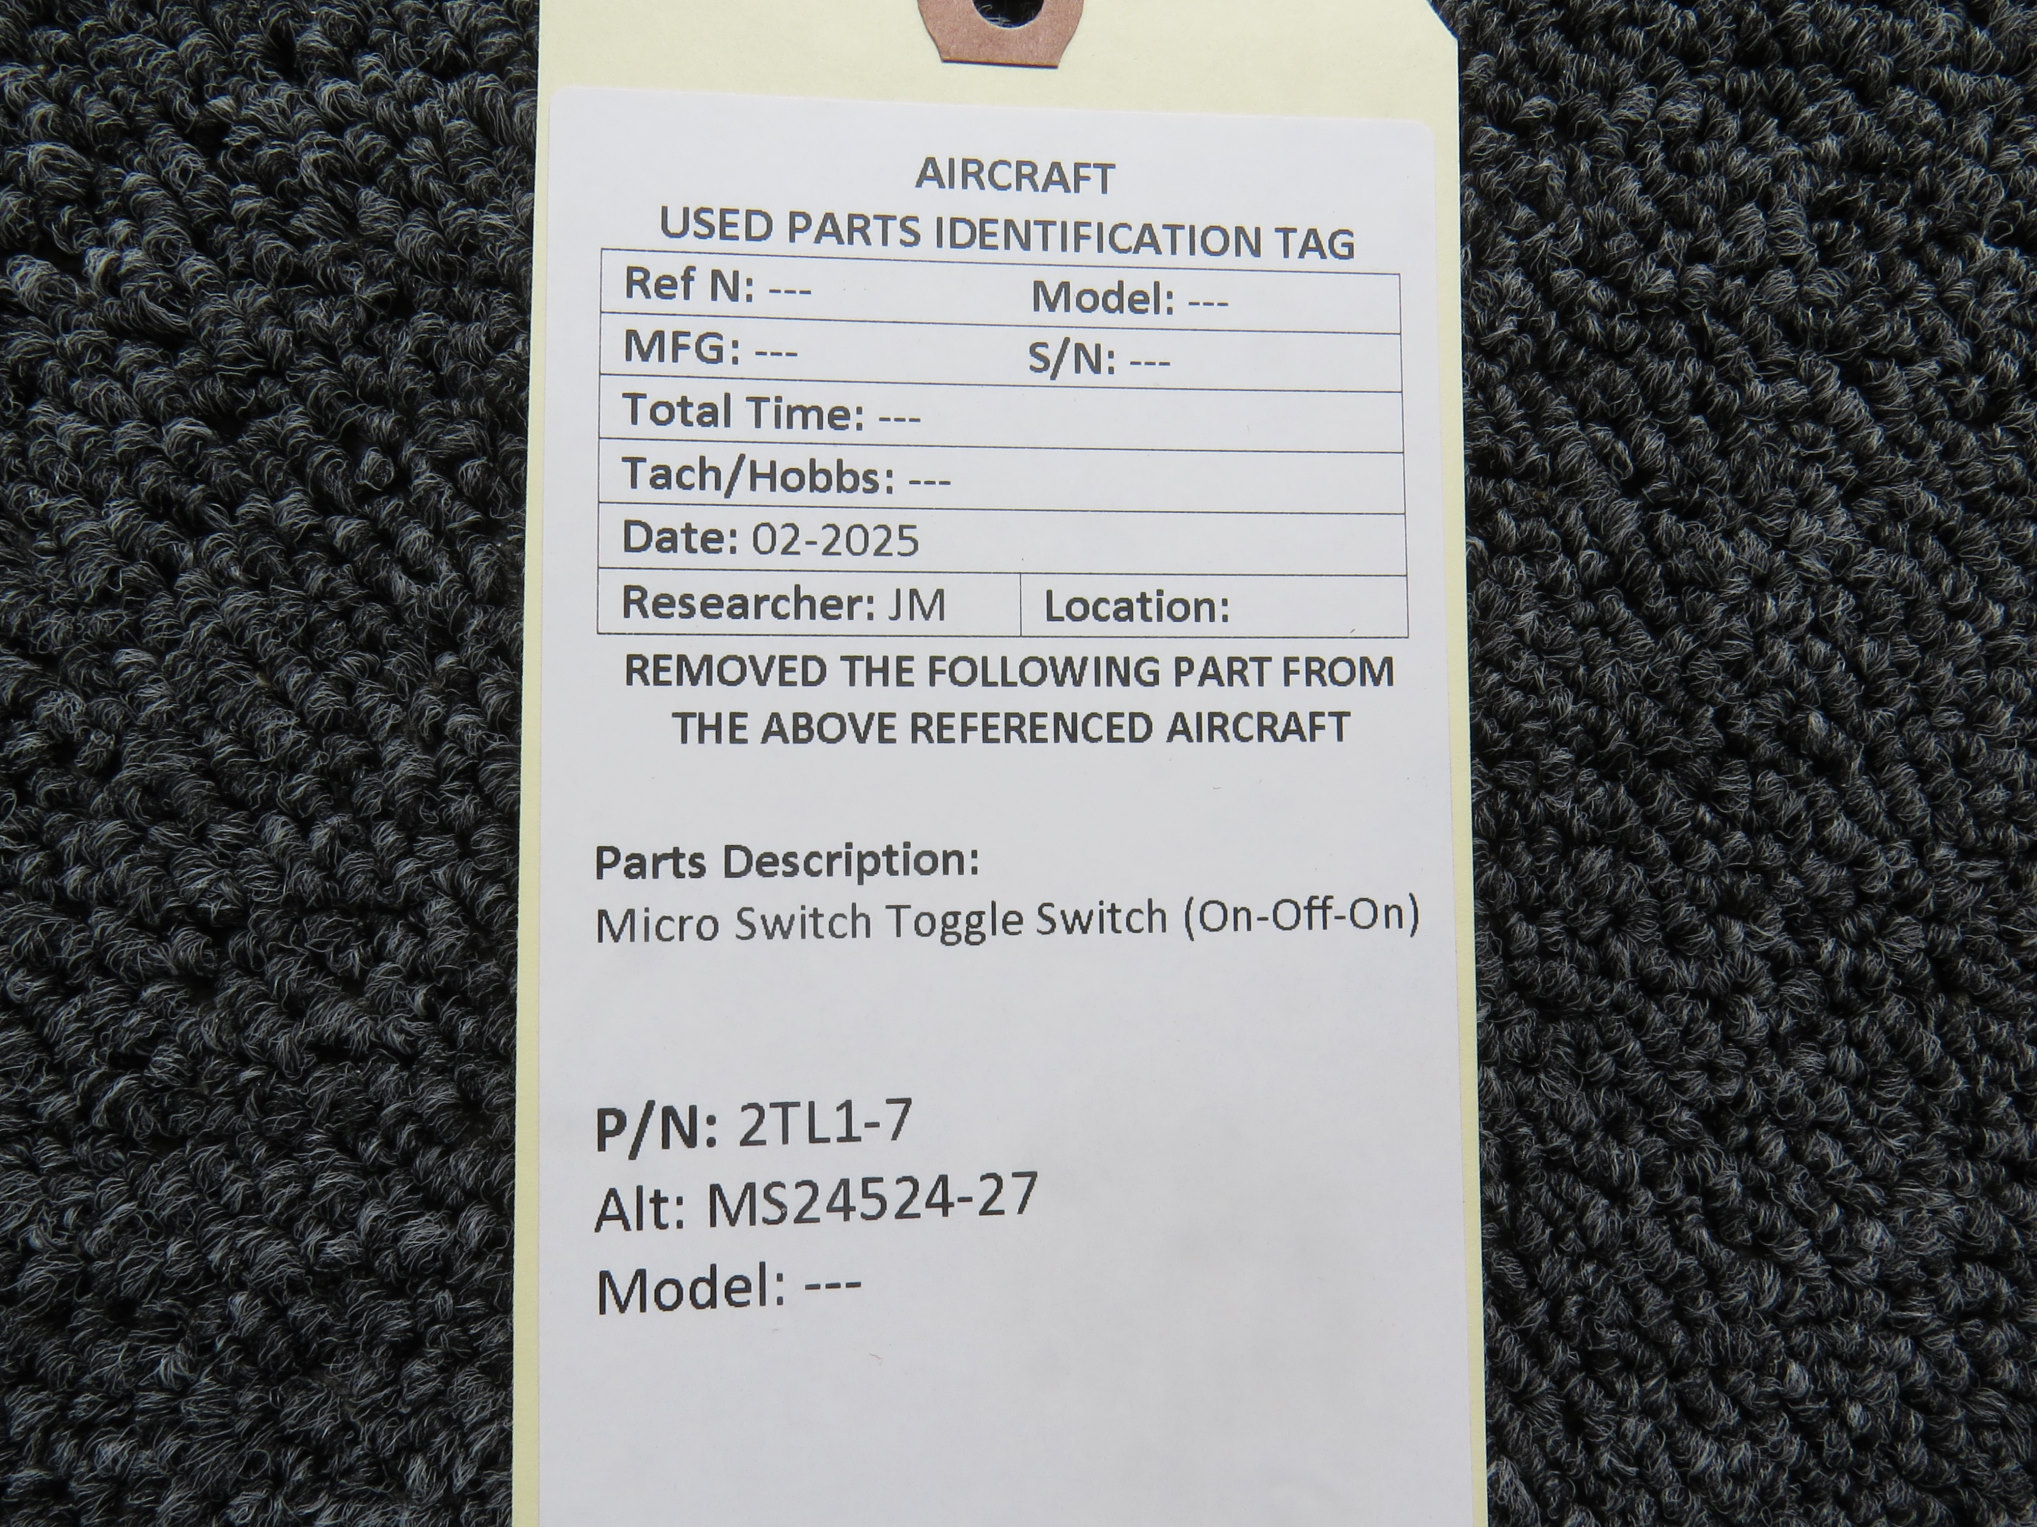 AIRCRAFT
USED PARTS IDENTIFICATION TAG
Ref N: --- Model: ---
MFG: --- S/N: ---
Total Time: ---
Tach/Hobbs: ---
Date: 02-2025
Researcher: JM Location:
REMOVED THE FOLLOWING PART FROM
THE ABOVE REFERENCED AIRCRAFT
Parts Description:
Micro Switch Toggle Switch (On-Off-On)
P/N: 2TL1-7
Alt: MS24524-27
Model: ---